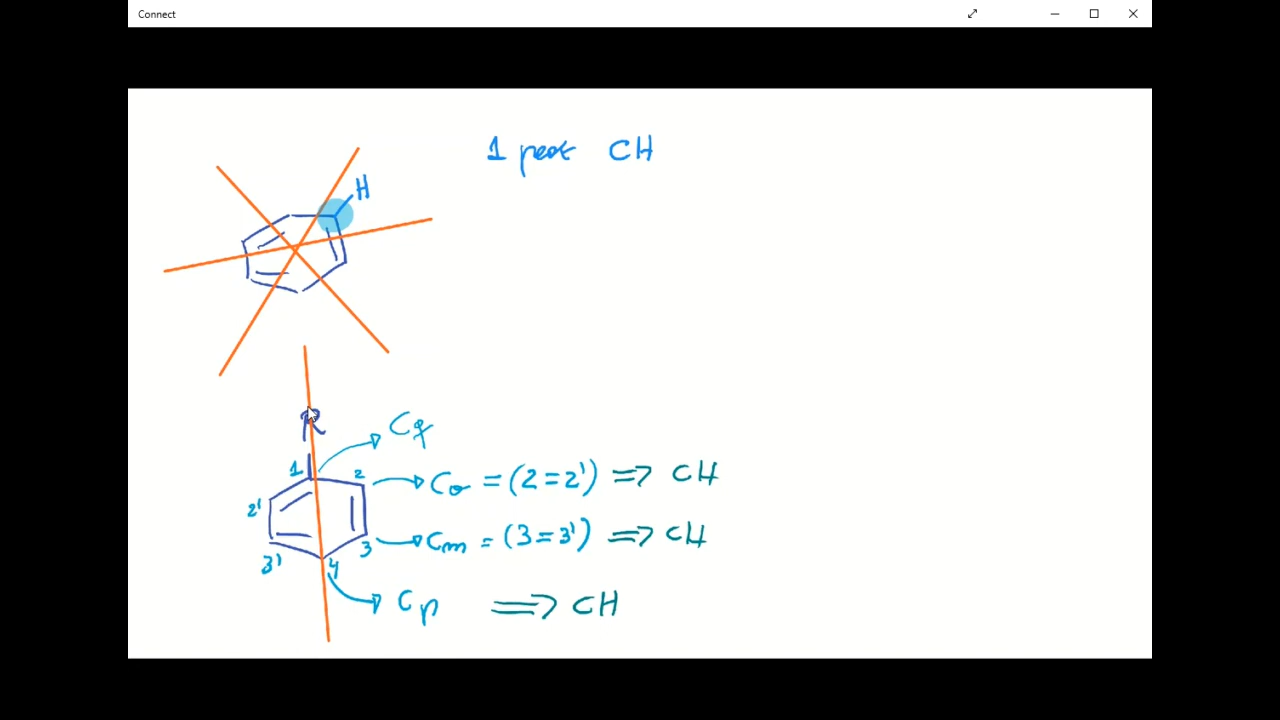 Connect
1 peak CH
H
R
Cq
1
2
Co = (2=2') => CH
2'
3
Cm = (3=3') => CH
3'
4
Cp => CH